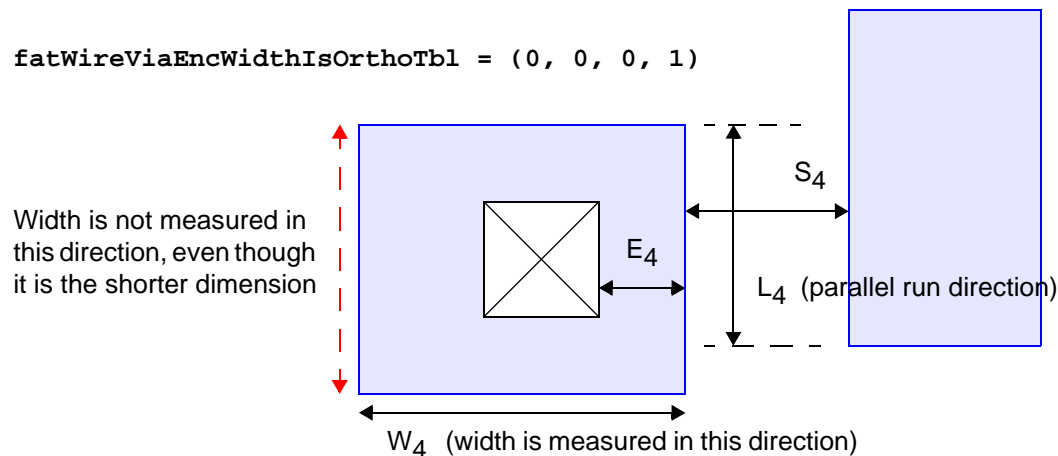 fatWireViaEncWidthIsOrthoTbl = (0, 0, 0, 1)
S4
Width is not measured in
this direction, even though
it is the shorter dimension
E4
L4 (parallel run direction)
W4 (width is measured in this direction)